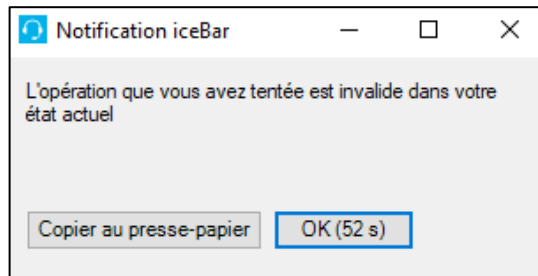 Notification iceBar
L'opération que vous avez tentée est invalide dans votre
état actuel
Copier au presse-papier
OK (52 s)